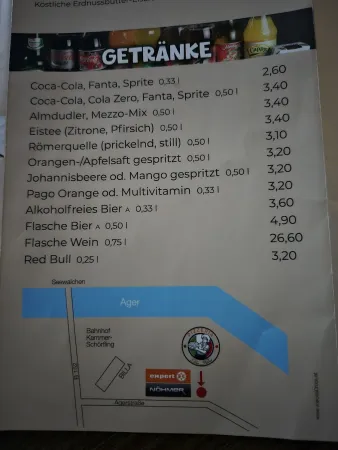 Köstliche Erdnussbutter-
GETRÄNKE
Coca-Cola, Fanta, Sprite 0,33 l 2,60
Coca-Cola, Cola Zero, Fanta, Sprite 0,50 l 3,40
Almdudler, Mezzo-Mix 0,50 l 3,40
Eistee (Zitrone, Pfirsich) 0,50 l 3,40
Römerquelle (prickelnd, still) 0,50 l 3,10
Orangen-/Apfelsaft gespritzt 0,50 l 3,20
Johannisbeere od. Mango gespritzt 0,50 l 3,20
Pago Orange od. Multivitamin 0,33 l 3,20
Alkoholfreies Bier A 0,33 l 3,60
Flasche Bier A 0,50 l 4,90
Flasche Wein 0,75 l 26,60
Red Bull 0,25 l 3,20
Seewalchen
Ager
Bahnhof
Kammer-
Schörfling
BILLA
expert
NÖHMER
Agerstraße